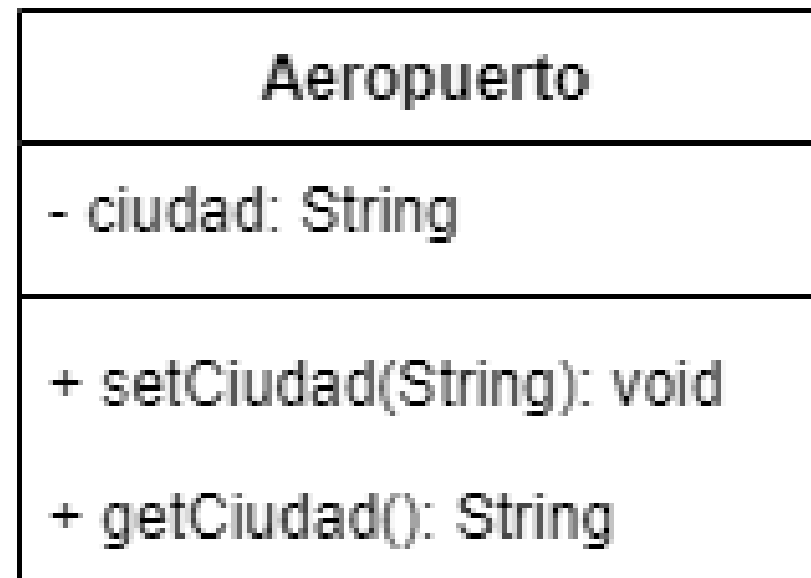 Aeropuerto
- ciudad: String
+ setCiudad(String): void
+ getCiudad(): String